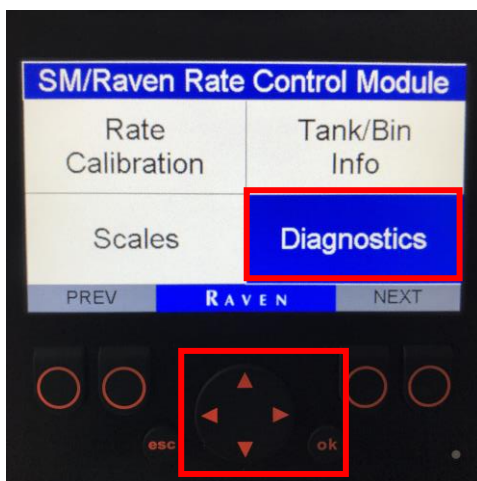 SM/Raven Rate Control Module
Rate
Calibration
Tank/Bin
Info
Scales
Diagnostics
PREV
RAVEN
NEXT
esc
ok